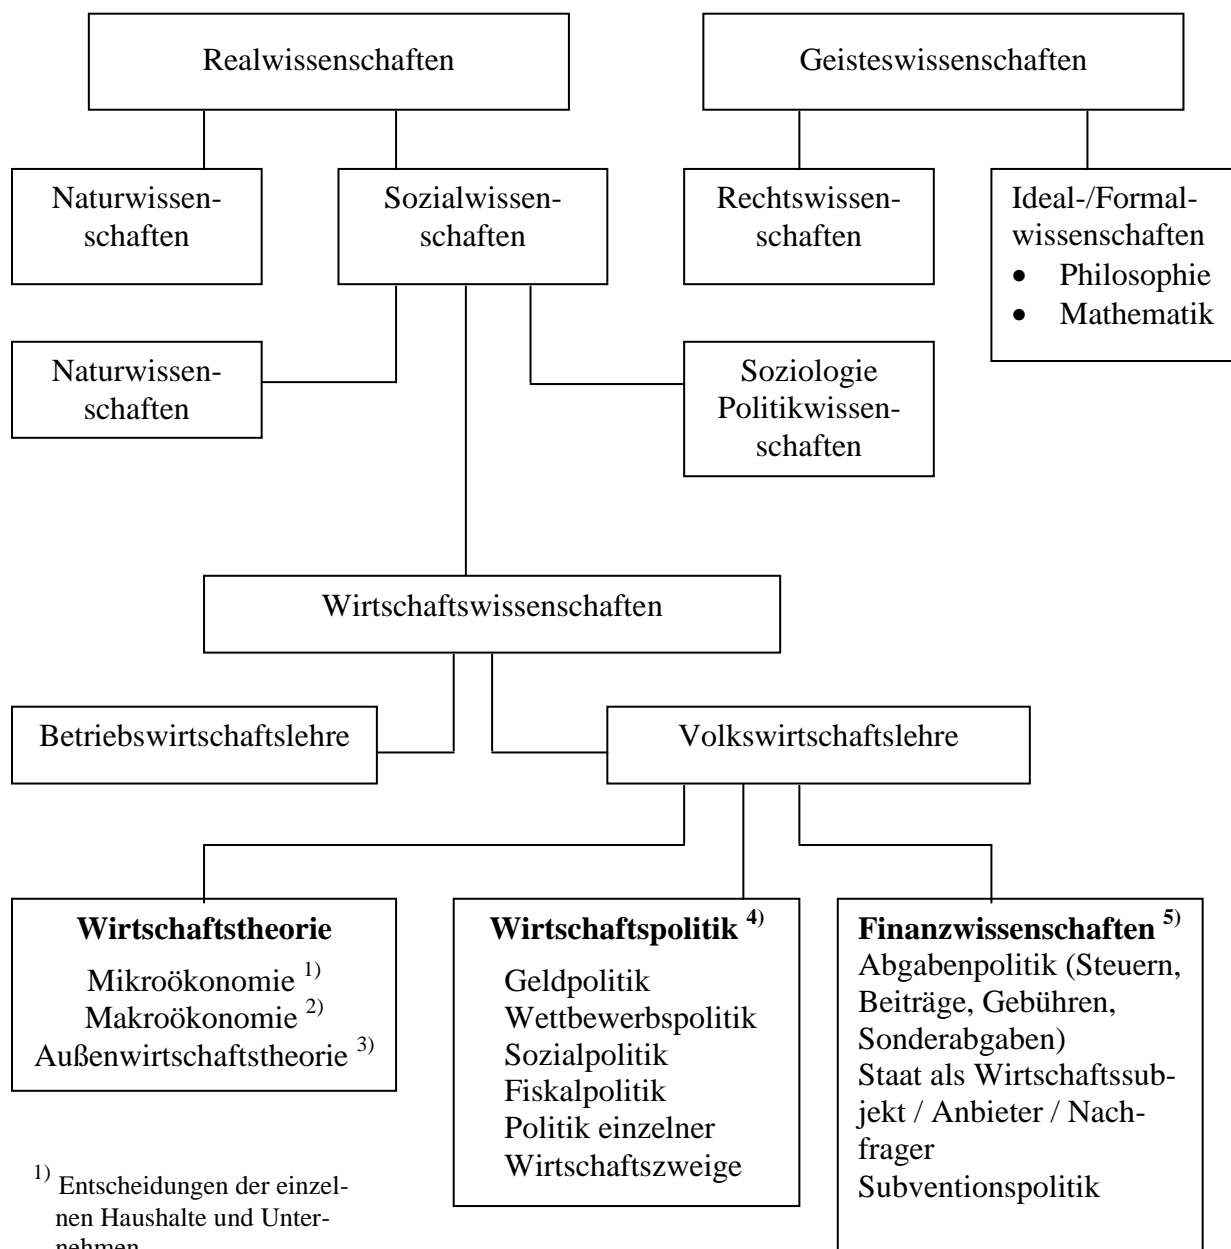 Realwissenschaften
Geisteswissenschaften
Naturwissen-
schaften
Sozialwissen-
schaften
Rechtswissen-
schaften
Ideal-/Formal-
wissenschaften
• Philosophie
• Mathematik
Naturwissen-
schaften
Soziologie
Politikwissen-
schaften
Wirtschaftswissenschaften
Betriebswirtschaftslehre
Volkswirtschaftslehre
Wirtschaftstheorie
Mikroökonomie 1)
Makroökonomie 2)
Außenwirtschaftstheorie 3)
Wirtschaftspolitik 4)
Geldpolitik
Wettbewerbspolitik
Sozialpolitik
Fiskalpolitik
Politik einzelner
Wirtschaftszweige
Finanzwissenschaften 5)
Abgabenpolitik (Steuern,
Beiträge, Gebühren,
Sonderabgaben)
Staat als Wirtschaftssub-
jekt / Anbieter / Nach-
frager
Subventionspolitik
1) Entscheidungen der einzel-
nen Haushalte und Unter-
nehmen